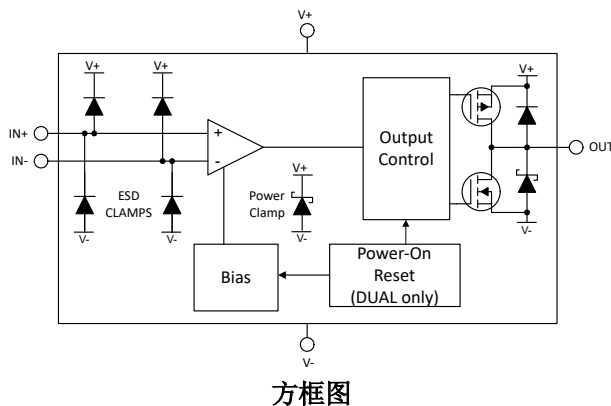 V+
V+
V+
V+
IN+
+
Output
Control
OUT
IN-
-
V+
ESD
CLAMPS
Power
Clamp
V-
V-
V-
V-
Bias
Power-On
Reset
(DUAL only)
V-
方框图